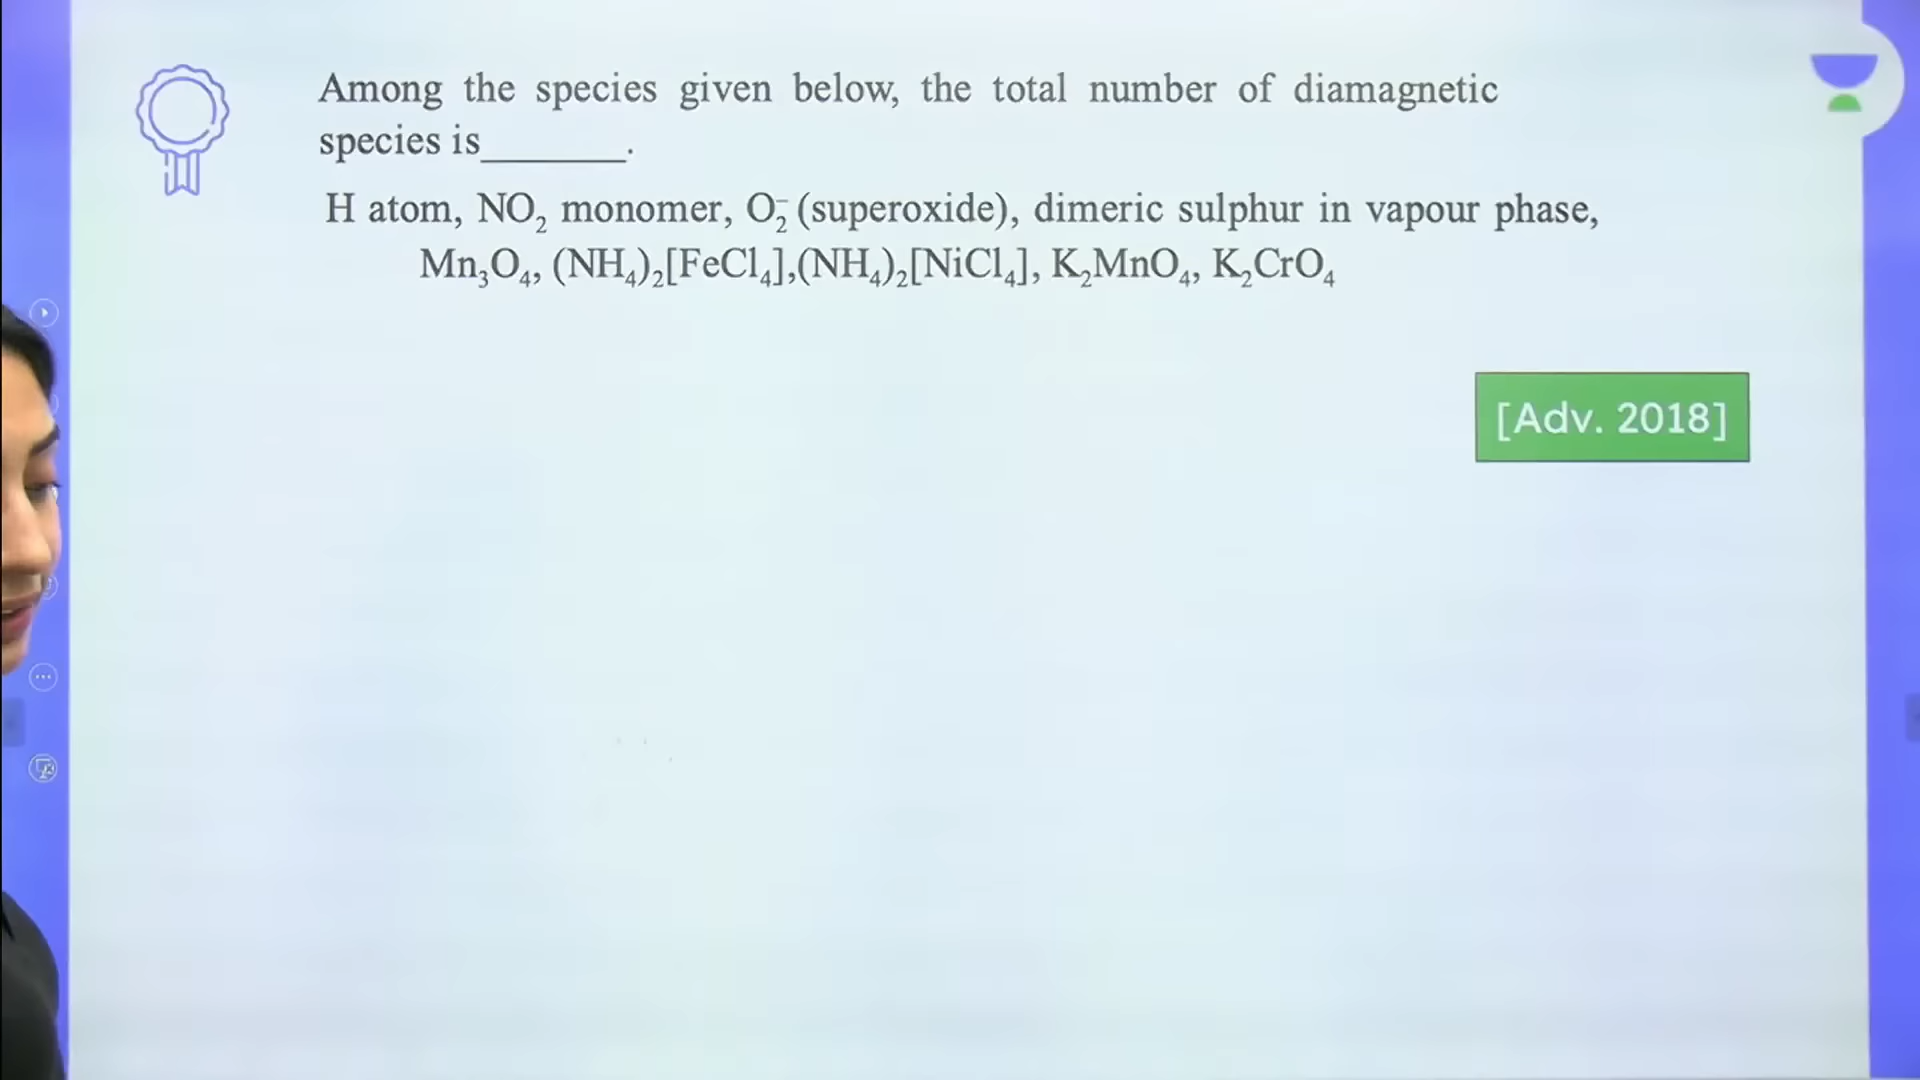 Among the species given below, the total number of diamagnetic
species is_______.
H atom, NO₂ monomer, O₂⁻ (superoxide), dimeric sulphur in vapour phase,
Mn₃O₄, (NH₄)₂[FeCl₄],(NH₄)₂[NiCl₄], K₂MnO₄, K₂CrO₄
[Adv. 2018]